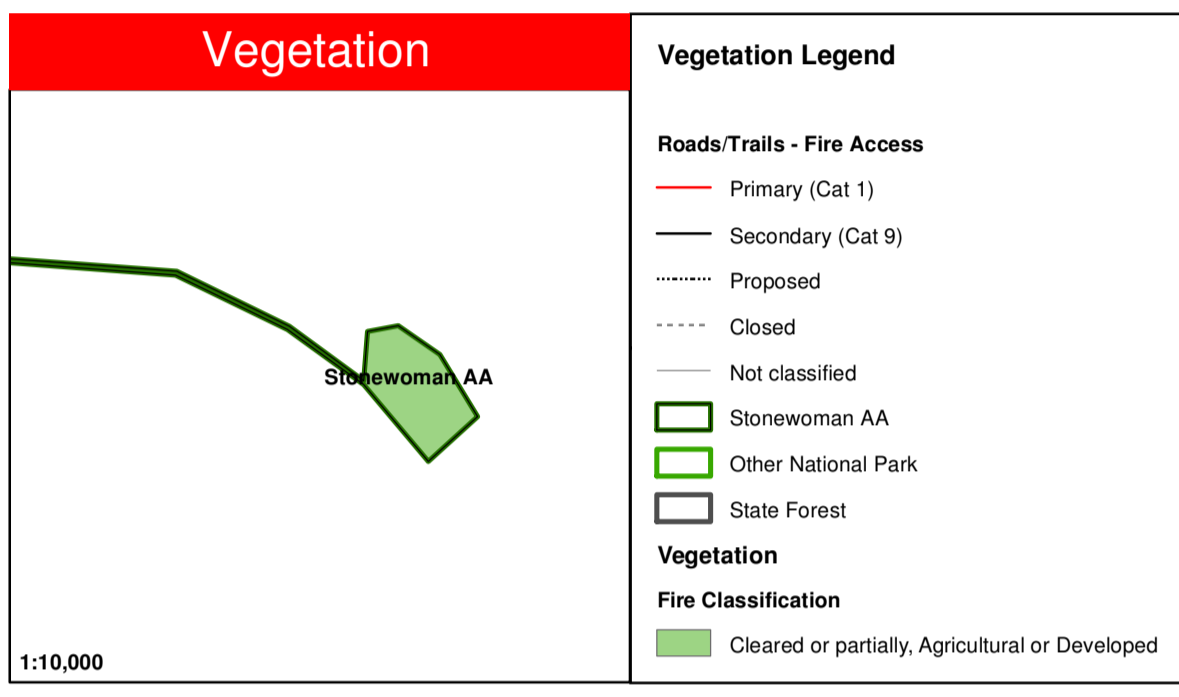 Vegetation
Stonewoman AA
1:10,000
Vegetation Legend
Roads/Trails - Fire Access
Primary (Cat 1)
Secondary (Cat 9)
Proposed
Closed
Not classified
Stonewoman AA
Other National Park
State Forest
Vegetation
Fire Classification
Cleared or partially, Agricultural or Developed